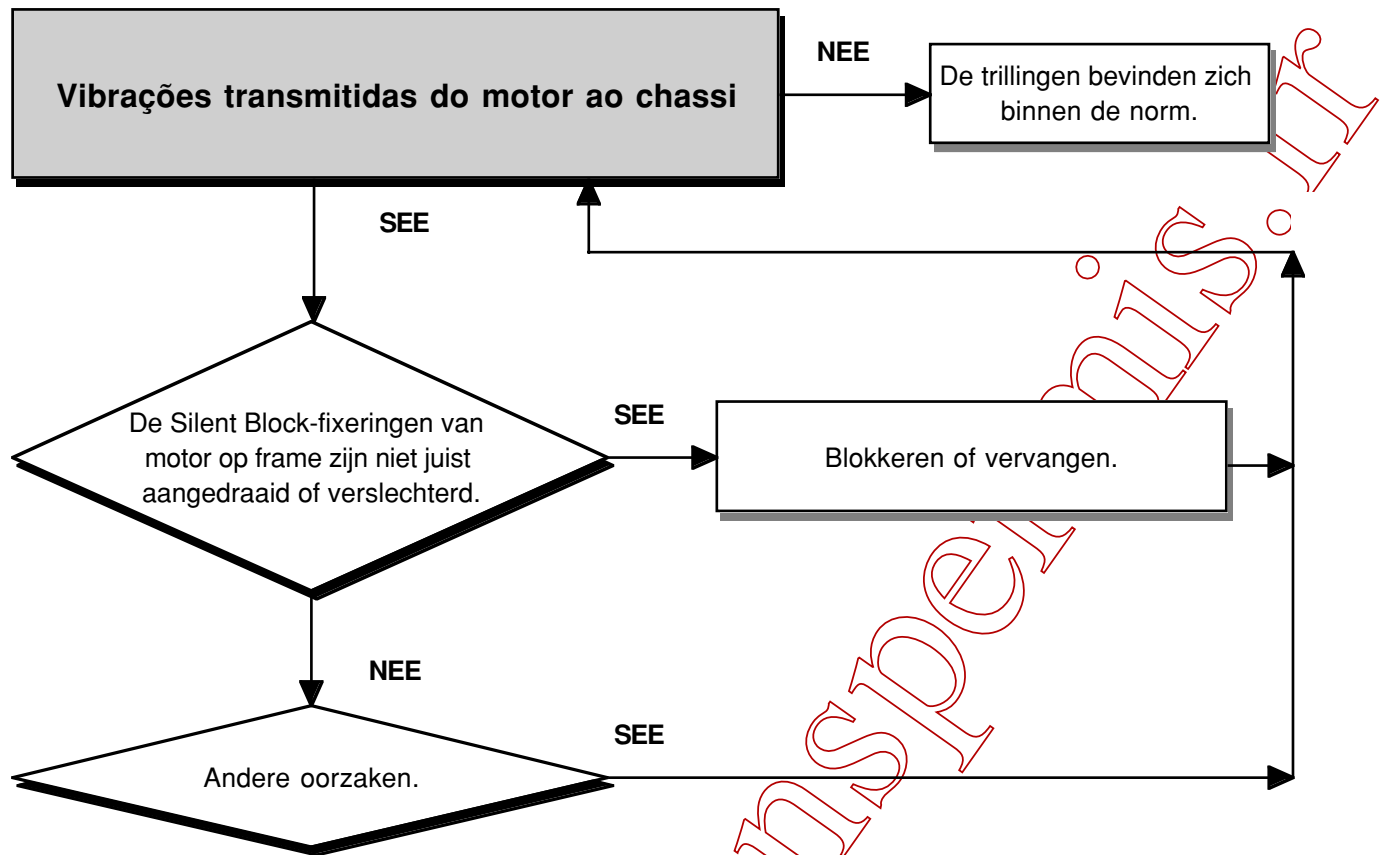 Vibrações transmitidas do motor ao chassi
NEE
De trillingen bevinden zich
binnen de norm.
SEE
De Silent Block-fixeringen van
motor op frame zijn niet juist
aangedraaid of verslechterd.
SEE
Blokkeren of vervangen.
NEE
Andere oorzaken.
SEE